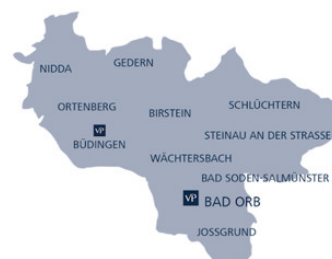 GEDERN
NIDDA
ORTENBERG
BIRSTEIN
SCHLÜCHTERN
VP
BÜDINGEN
STEINAU AN DER STRASSE
WÄCHTERSBACH
BAD SODEN-SALMÜNSTER
VP BAD ORB
JOSSGRUND